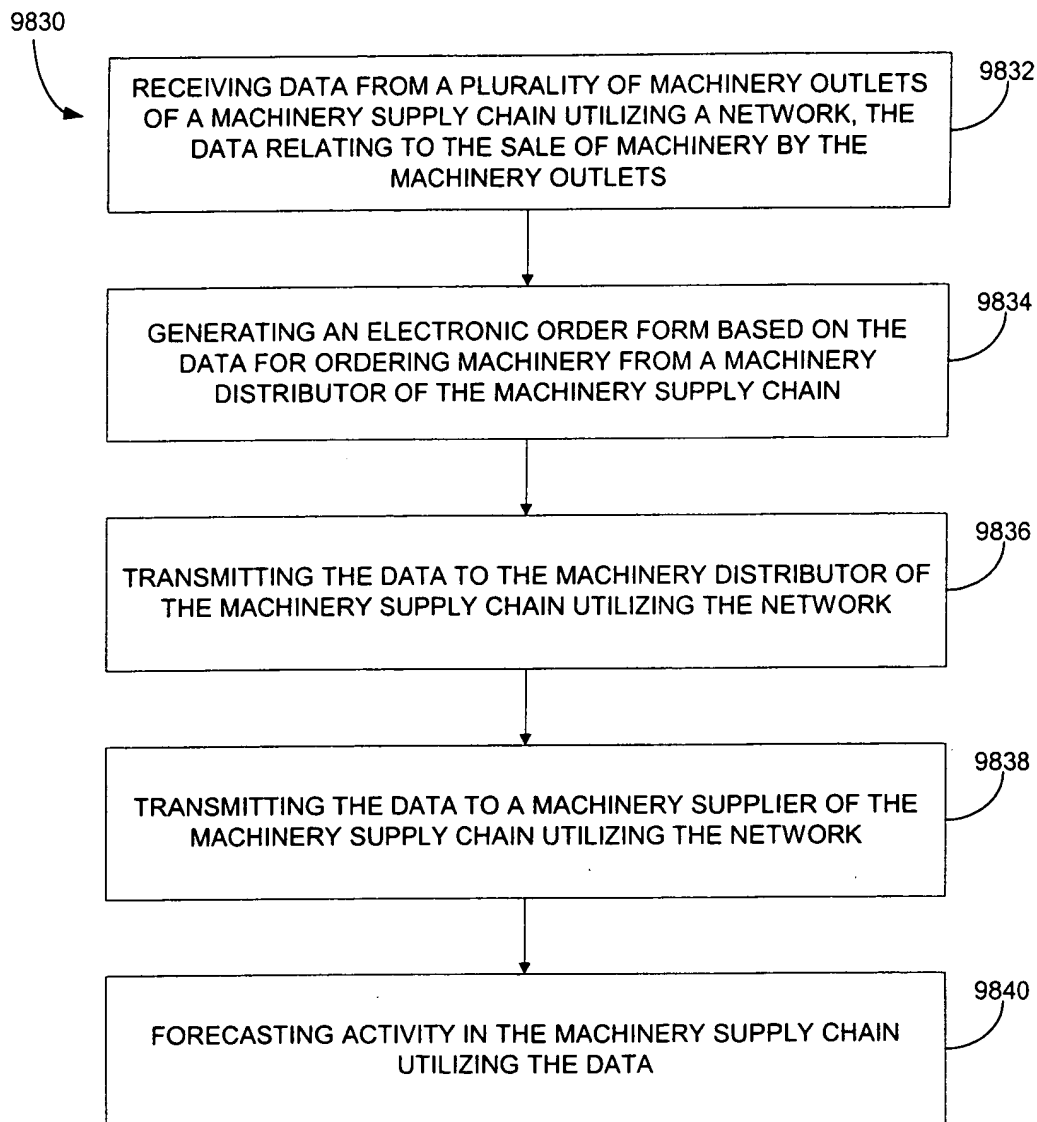 9830
RECEIVING DATA FROM A PLURALITY OF MACHINERY OUTLETS
OF A MACHINERY SUPPLY CHAIN UTILIZING A NETWORK, THE
DATA RELATING TO THE SALE OF MACHINERY BY THE
MACHINERY OUTLETS
9832
GENERATING AN ELECTRONIC ORDER FORM BASED ON THE
DATA FOR ORDERING MACHINERY FROM A MACHINERY
DISTRIBUTOR OF THE MACHINERY SUPPLY CHAIN
9834
TRANSMITTING THE DATA TO THE MACHINERY DISTRIBUTOR OF
THE MACHINERY SUPPLY CHAIN UTILIZING THE NETWORK
9836
TRANSMITTING THE DATA TO A MACHINERY SUPPLIER OF THE
MACHINERY SUPPLY CHAIN UTILIZING THE NETWORK
9838
FORECASTING ACTIVITY IN THE MACHINERY SUPPLY CHAIN
UTILIZING THE DATA
9840